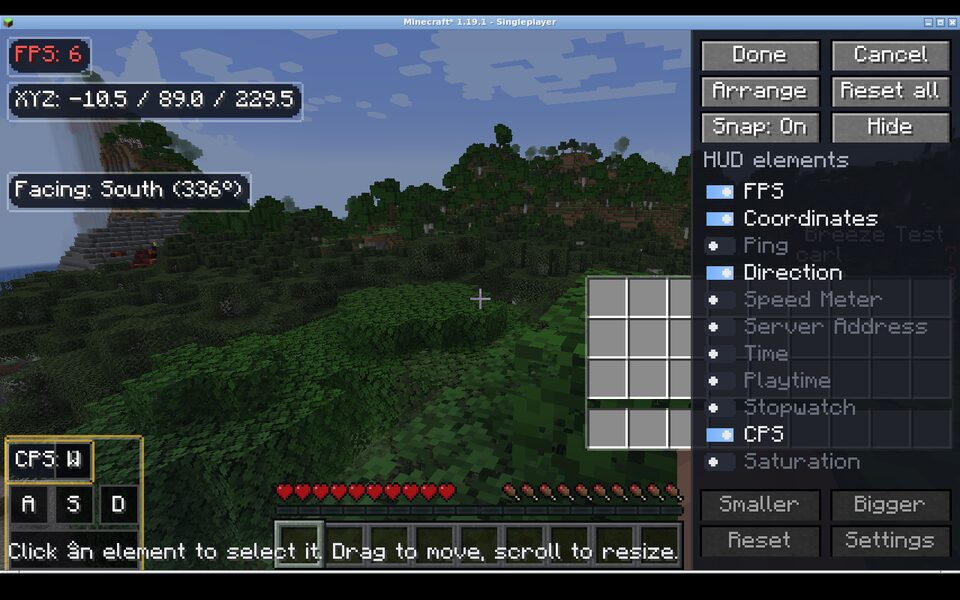 Minecraft* 1.19.1 - Singleplayer
FPS: 6
XYZ: -10.5 / 89.0 / 229.5
Facing: South (336°)
Done
Cancel
Arrange
Reset all
Snap: On
Hide
HUD elements
FPS
Coordinates
Ping
Direction
Speed Meter
Server Address
Time
Playtime
Stopwatch
CPS
Saturation
Breeze Test
Smaller
Bigger
Reset
Settings
CPS
W
A S D
Click an element to select it. Drag to move, scroll to resize.